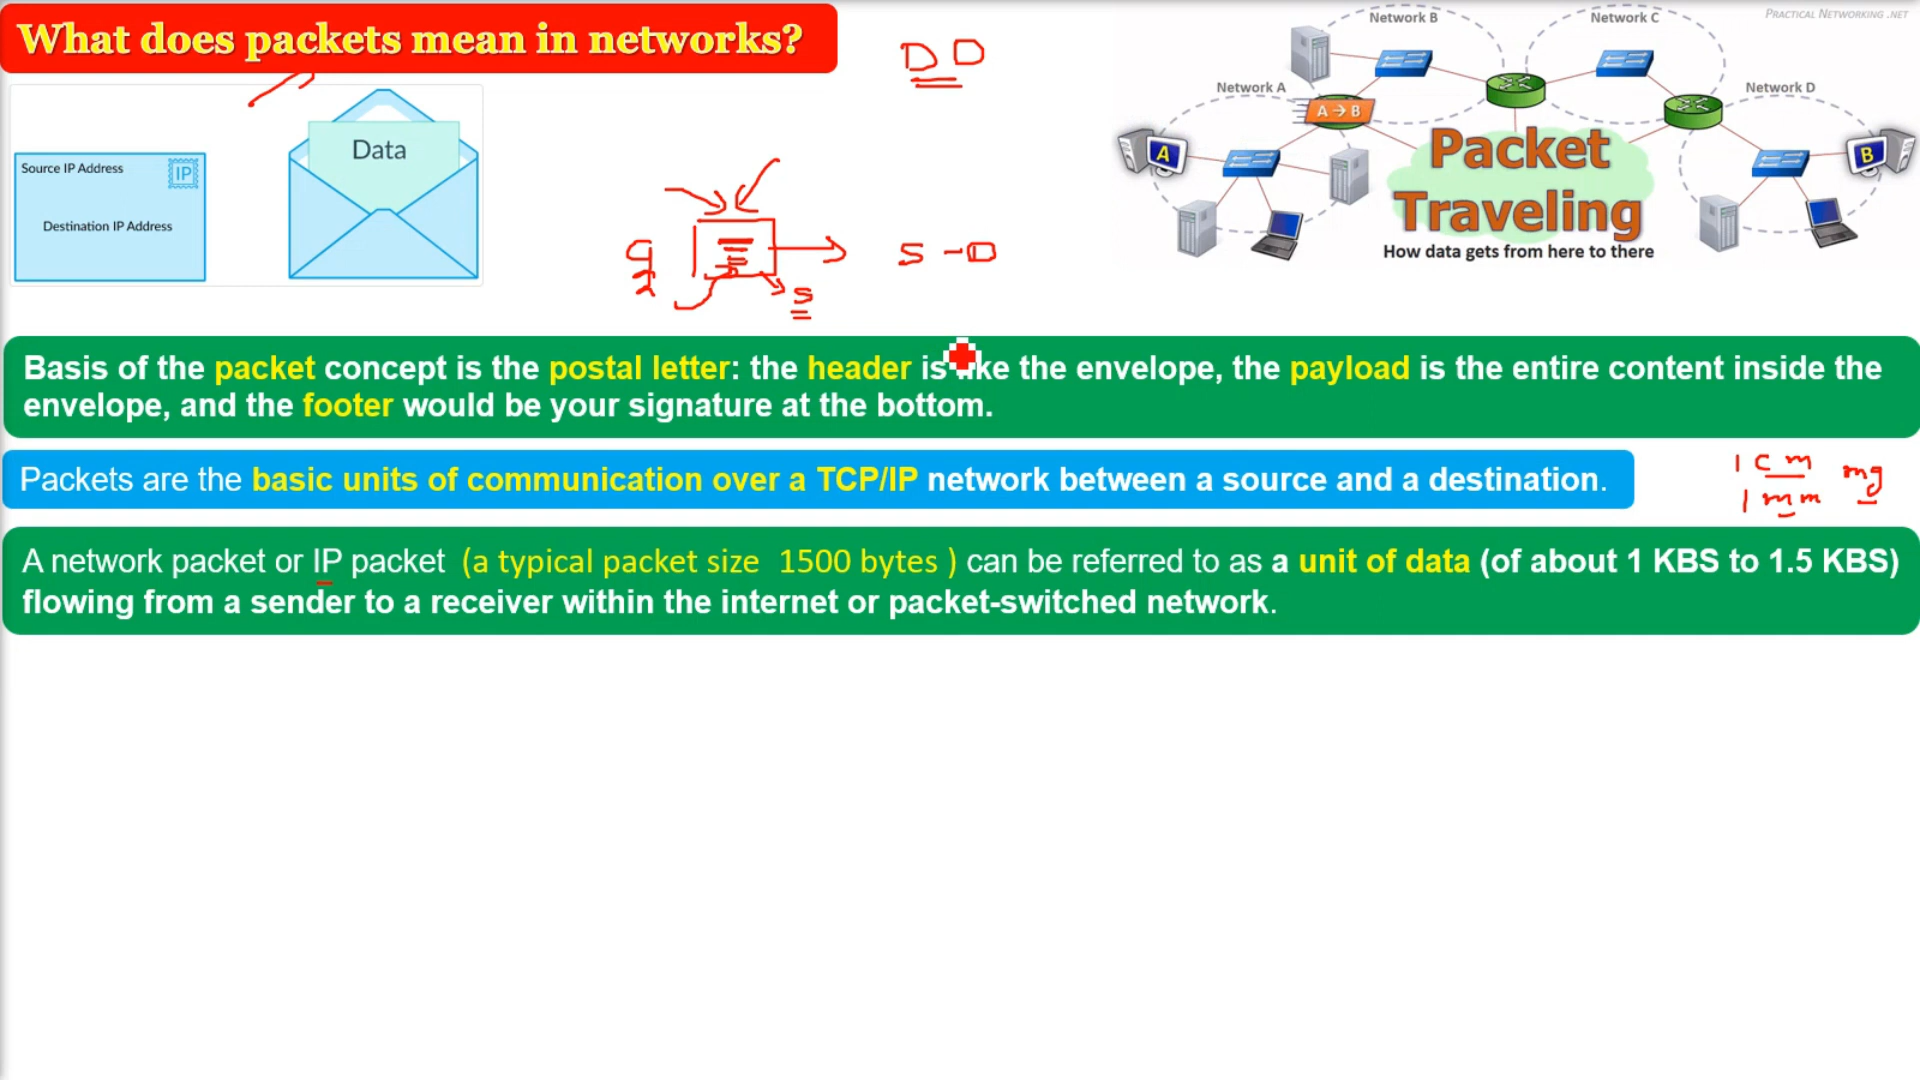 What does packets mean in networks?
D D
PRACTICAL NETWORKING .NET
Network B
Network C
Network A
Network D
A → B
A
B
Packet
Traveling
How data gets from here to there
Source IP Address
IP
Destination IP Address
Data
S - D
S
Basis of the packet concept is the postal letter: the header is like the envelope, the payload is the entire content inside the
envelope, and the footer would be your signature at the bottom.
Packets are the basic units of communication over a TCP/IP network between a source and a destination.
1 cm mg
1 mm
A network packet or IP packet (a typical packet size 1500 bytes ) can be referred to as a unit of data (of about 1 KBS to 1.5 KBS)
flowing from a sender to a receiver within the internet or packet-switched network.